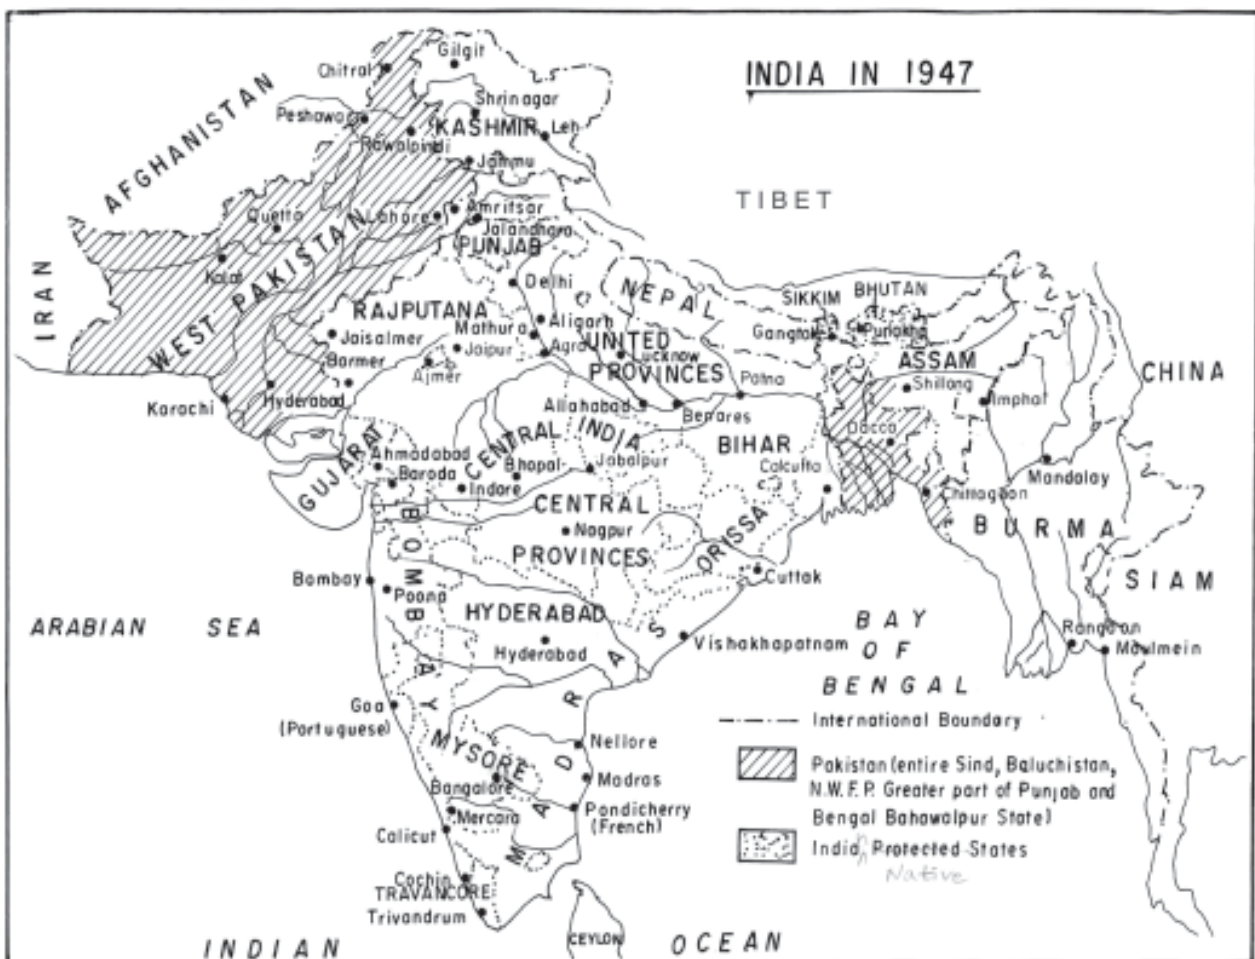 INDIA IN 1947
Gilgit
Chitral
Shrinagar
Peshawar
KASHMIR
Leh
Rawalpindi
Jammu
AFGHANISTAN
TIBET
Quetta
Lahore
Amritsar
Jalandhara
PUNJAB
Kalat
IRAN
WEST PAKISTAN
Delhi
NEPAL
SIKKIM
BHUTAN
RAJPUTANA
Gangtok
Punakha
Jaisalmer
Mathura
Aligarh
UNITED
PROVINCES
Lucknow
ASSAM
Barmer
Jaipur
Agra
Ajmer
Patna
Shillong
CHINA
Karachi
Hyderabad
Allahabad
Benares
Imphal
Dacca
GUJARAT
Ahmadabad
CENTRAL INDIA
BIHAR
Baroda
Bhopal
Jabalpur
Calcutta
Mandalay
Indore
Chittagaon
CENTRAL
PROVINCES
Nagpur
ORISSA
BURMA
BOMBAY
Bombay
Poona
Cuttak
SIAM
HYDERABAD
Hyderabad
ARABIAN SEA
Vishakhapatnam
BAY
OF
BENGAL
Rangoon
Moulmein
MADRAS
Goa
(Portuguese)
International Boundary
MYSORE
Nellore
Bangalore
Madras
Pakistan (entire Sind, Baluchistan,
N.W.F.P. Greater part of Punjab and
Bengal Bahawalpur State)
Mercara
Pondicherry
(French)
Calicut
Indian Protected States
Native
Cochin
TRAVANCORE
Trivandrum
CEYLON
INDIAN OCEAN